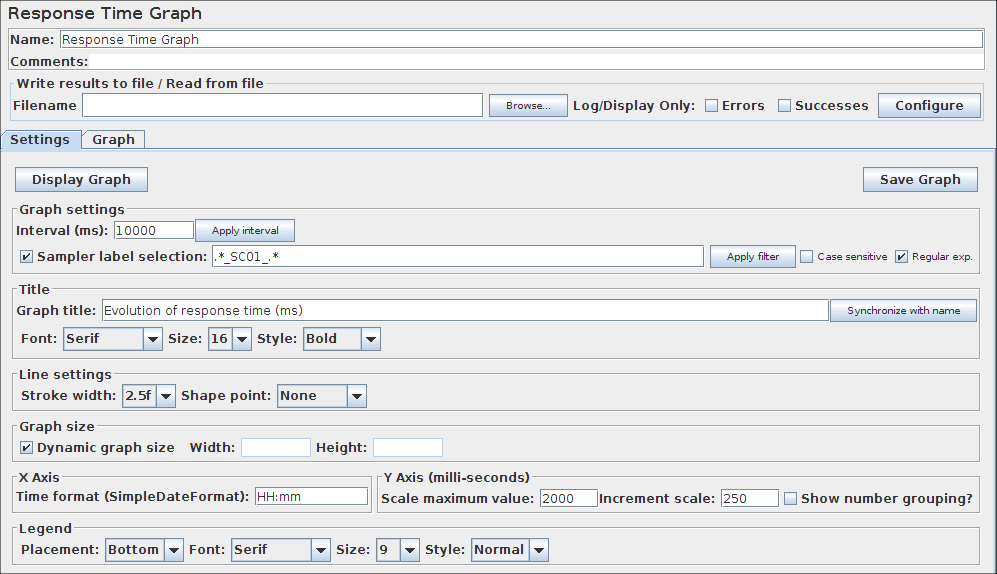 Response Time Graph
Name: Response Time Graph
Comments:
Write results to file / Read from file
Filename Browse... Log/Display Only: Errors Successes Configure
Settings Graph
Display Graph Save Graph
Graph settings
Interval (ms): 10000 Apply interval
Sampler label selection: .*_SC01_.* Apply filter Case sensitive Regular exp.
Title
Graph title: Evolution of response time (ms) Synchronize with name
Font: Serif Size: 16 Style: Bold
Line settings
Stroke width: 2.5f Shape point: None
Graph size
Dynamic graph size Width: Height:
X Axis Y Axis (milli-seconds)
Time format (SimpleDateFormat): HH:mm Scale maximum value: 2000 Increment scale: 250 Show number grouping?
Legend
Placement: Bottom Font: Serif Size: 9 Style: Normal